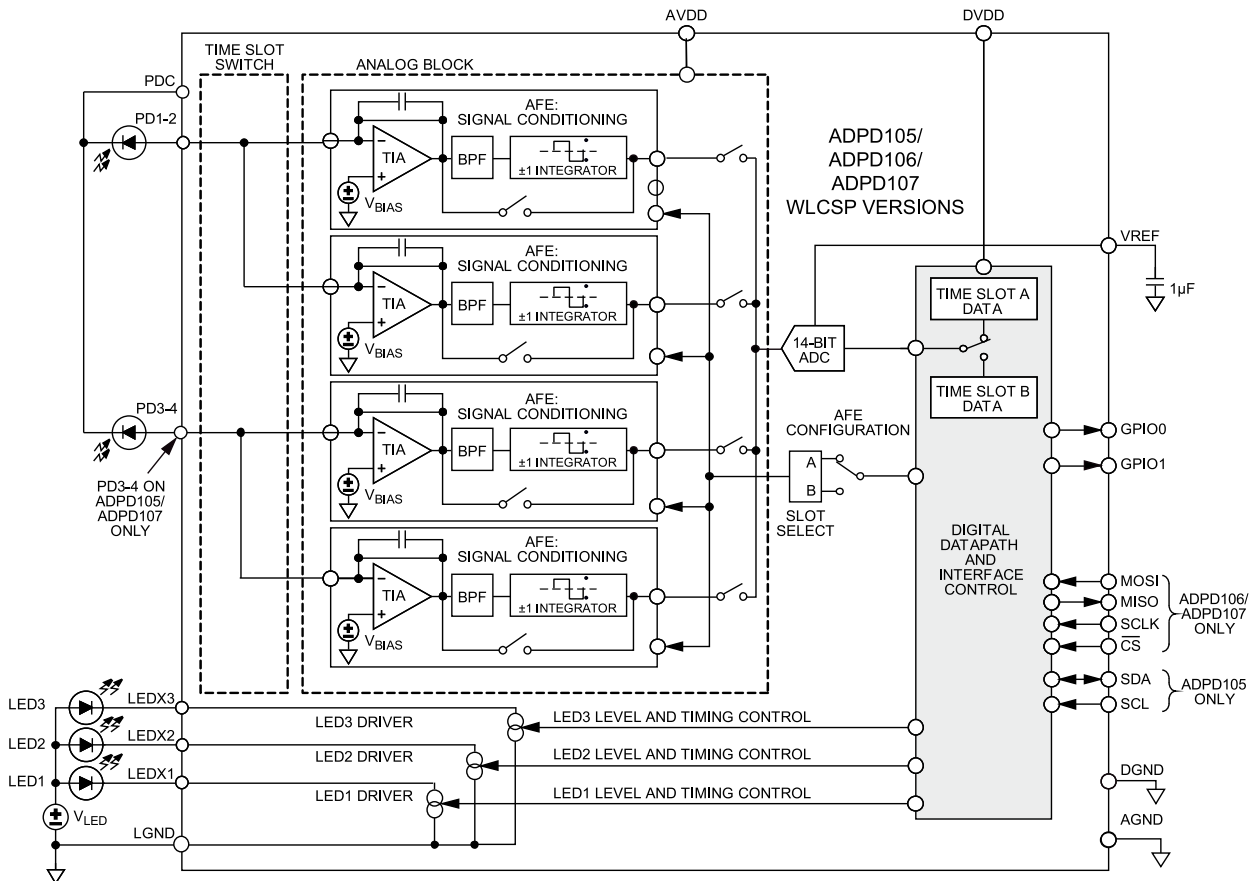 AVDD
DVDD
TIME SLOT
SWITCH
ANALOG BLOCK
PDC
PD1-2
AFE:
SIGNAL CONDITIONING
TIA
BPF
±1 INTEGRATOR
VBIAS
AFE:
SIGNAL CONDITIONING
TIA
BPF
±1 INTEGRATOR
VBIAS
AFE:
SIGNAL CONDITIONING
TIA
BPF
±1 INTEGRATOR
VBIAS
AFE:
SIGNAL CONDITIONING
TIA
BPF
±1 INTEGRATOR
VBIAS
PD3-4
PD3-4 ON
ADPD105/
ADPD107
ONLY
ADPD105/
ADPD106/
ADPD107
WLCSP VERSIONS
VREF
1µF
TIME SLOT A
DATA
14-BIT
ADC
TIME SLOT B
DATA
AFE
CONFIGURATION
A
B
SLOT
SELECT
DIGITAL
DATAPATH
AND
INTERFACE
CONTROL
GPIO0
GPIO1
MOSI
MISO
SCLK
CS
ADPD106/
ADPD107
ONLY
SDA
SCL
ADPD105
ONLY
DGND
AGND
LED3
LEDX3
LED3 DRIVER
LED3 LEVEL AND TIMING CONTROL
LED2
LEDX2
LED2 DRIVER
LED2 LEVEL AND TIMING CONTROL
LED1
LEDX1
LED1 DRIVER
LED1 LEVEL AND TIMING CONTROL
VLED
LGND